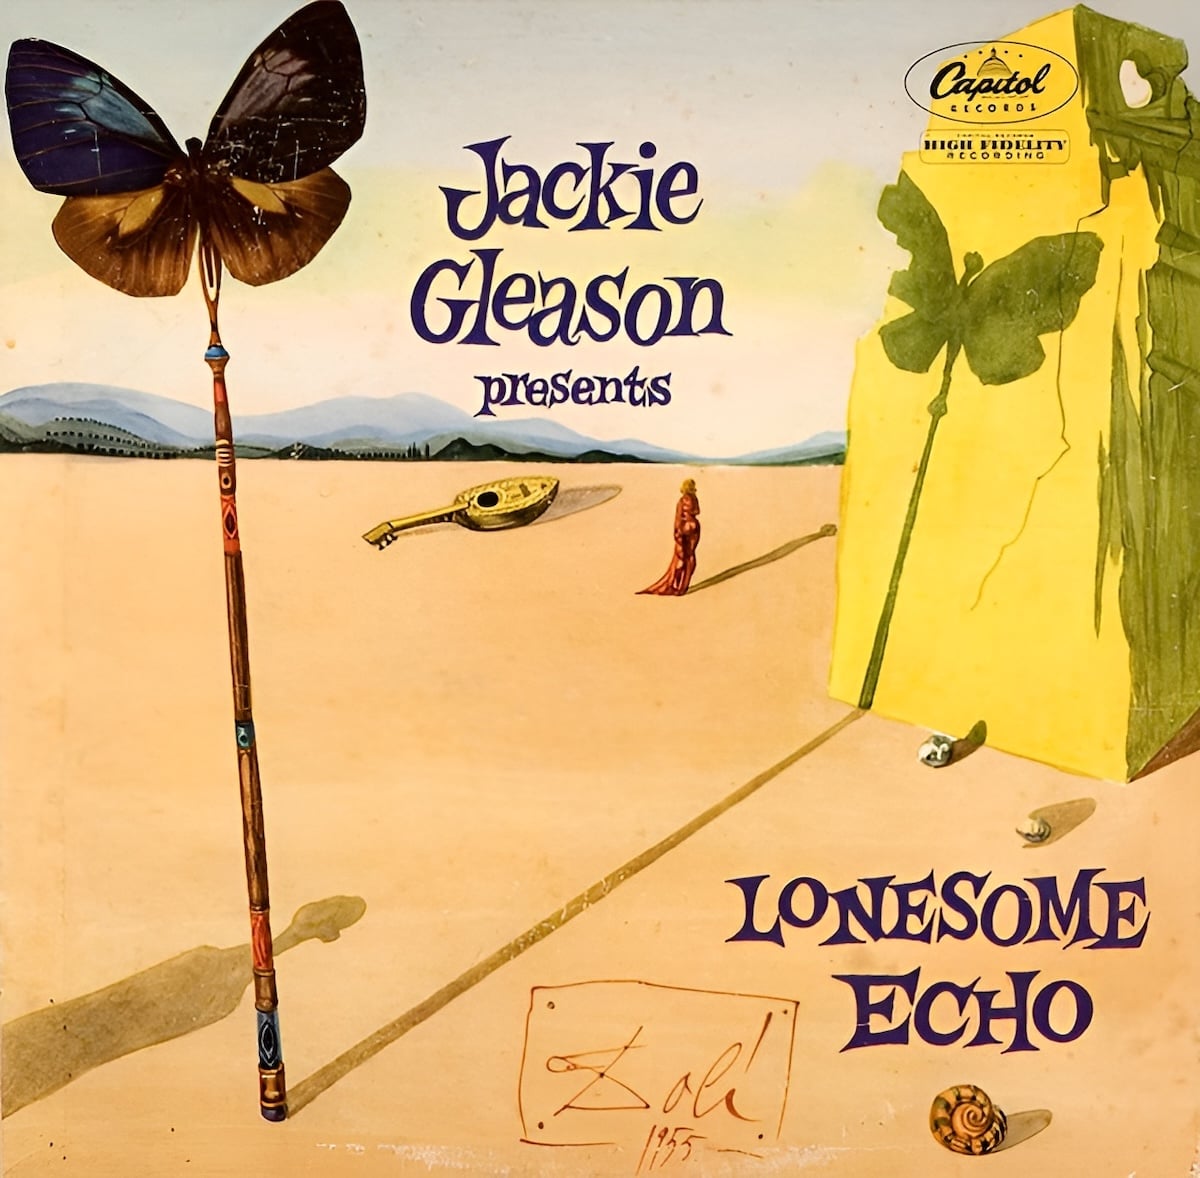 Capitol
RECORDS
HIGH FIDELITY
RECORDING
Jackie
Gleason
presents
LONESOME
ECHO
Dalí
1955